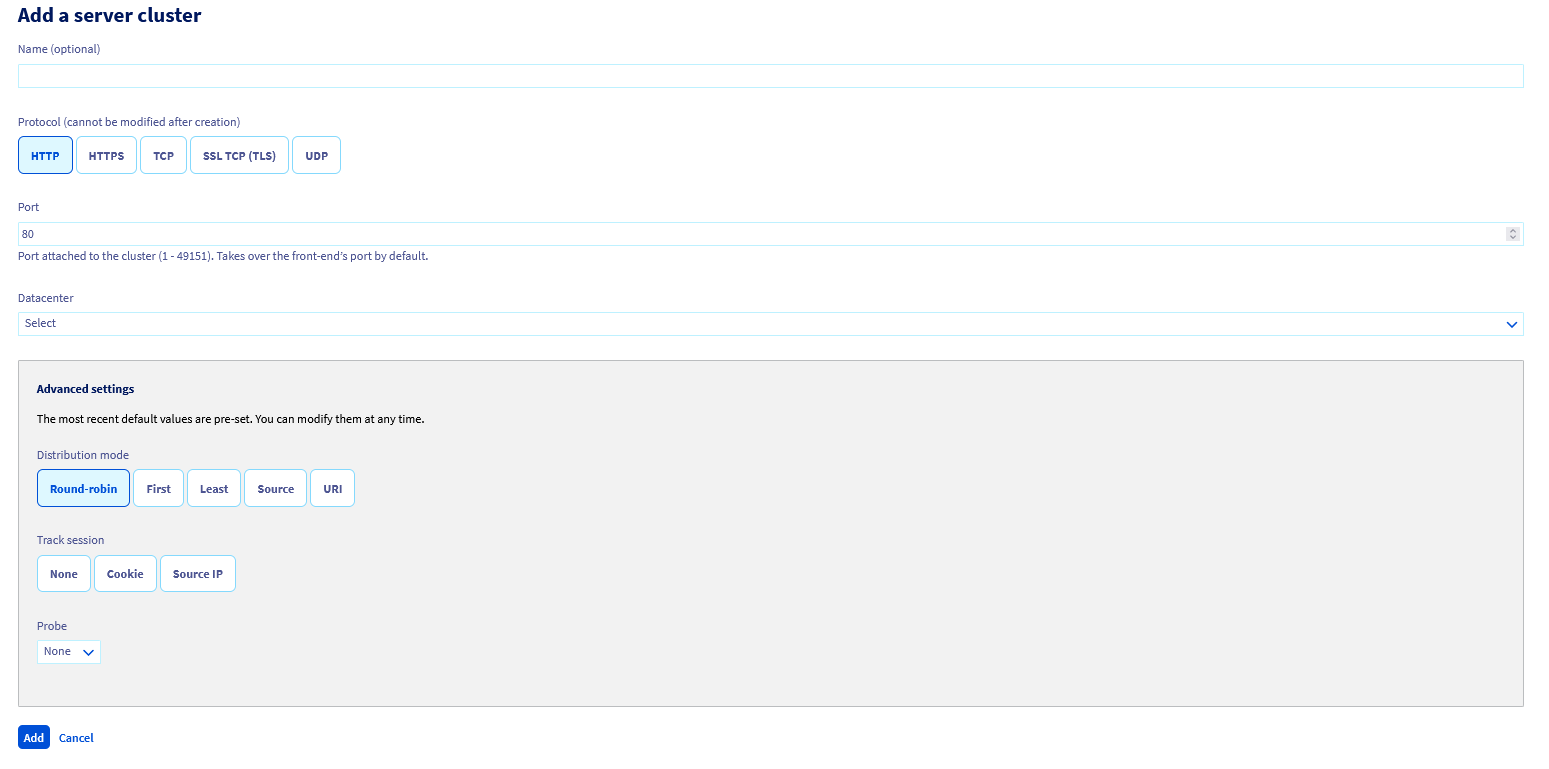 Add a server cluster
Name (optional)
Protocol (cannot be modified after creation)
HTTP HTTPS TCP SSL TCP (TLS) UDP
Port
80
Port attached to the cluster (1 - 49151). Takes over the front-end’s port by default.
Datacenter
Select
Advanced settings
The most recent default values are pre-set. You can modify them at any time.
Distribution mode
Round-robin First Least Source URI
Track session
None Cookie Source IP
Probe
None
Add Cancel